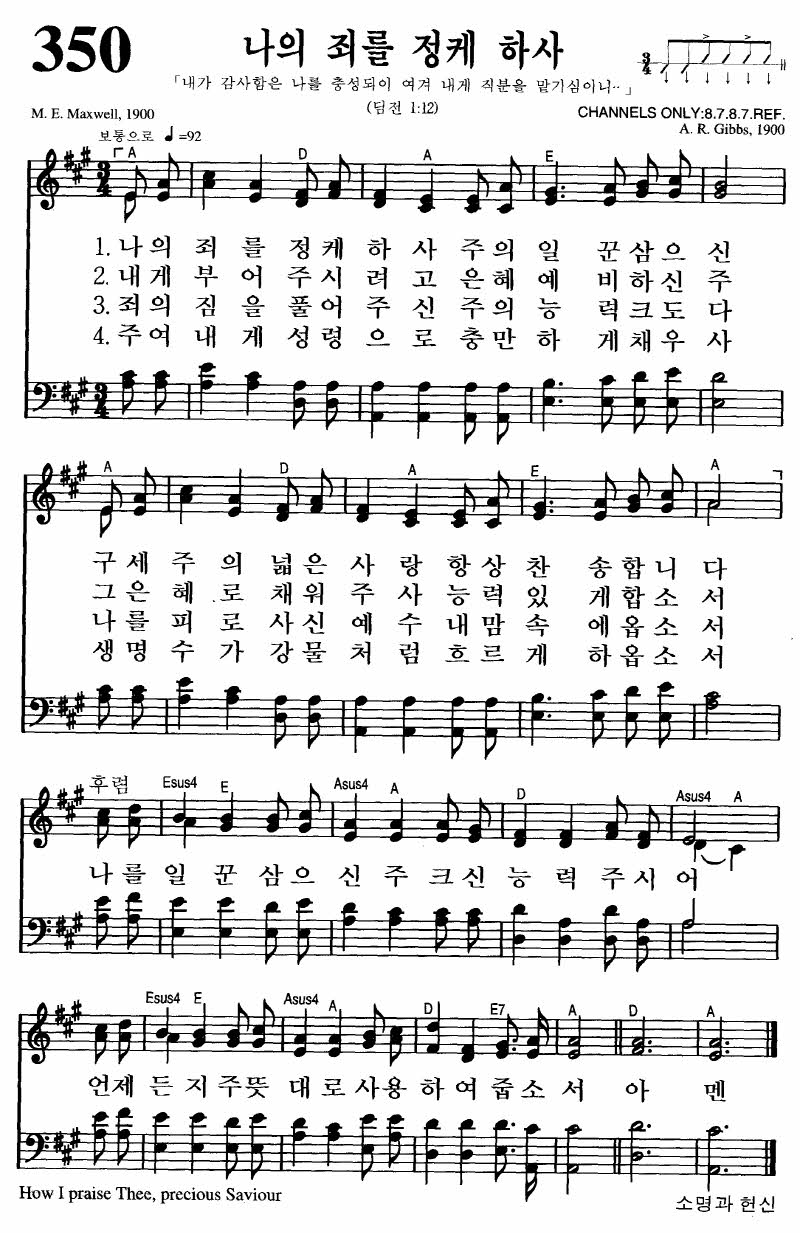 350
나의 죄를 정케 하사
「내가 감사함은 나를 충성되이 여겨 내게 직분을 맡기심이니‥」
(딤전 1:12)
M. E. Maxwell, 1900
CHANNELS ONLY:8.7.8.7.REF.
A. R. Gibbs, 1900
보통으로 ♩=92
3/4
A D A E
1. 나의 죄를 정케 하사 주의 일꾼 삼으신
2. 내게 부어 주시려고 은혜 예비하신 주
3. 죄의 짐을 풀어 주신 주의 능력 크도다
4. 주여 내게 성령으로 충만하게 채우사
A D A E A
구세주의 넓은 사랑 항상 찬송합니다
그 은혜로 채워 주사 능력 있게 합소서
나를 피로 사신 예수 내 맘속에 옵소서
생명수가 강물처럼 흐르게 하옵소서
후렴
Esus4 E Asus4 A D Asus4 A
나를 일꾼 삼으신 주 크신 능력 주시어
Esus4 E Asus4 A D E7 A D A
언제든지 주 뜻대로 사용하여 줍소서 아멘
How I praise Thee, precious Saviour
소명과 헌신